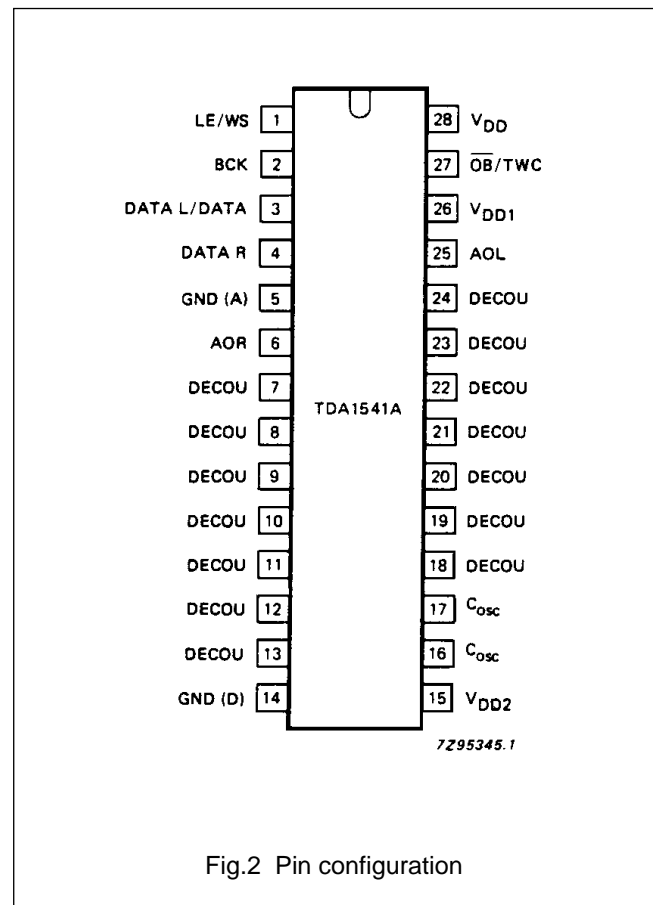 LE/WS 1 28 VDD
BCK 2 27 O̅B̅/TWC
DATA L/DATA 3 26 VDD1
DATA R 4 25 AOL
GND (A) 5 24 DECOU
AOR 6 23 DECOU
DECOU 7 22 DECOU
TDA1541A
DECOU 8 21 DECOU
DECOU 9 20 DECOU
DECOU 10 19 DECOU
DECOU 11 18 DECOU
DECOU 12 17 Cosc
DECOU 13 16 Cosc
GND (D) 14 15 VDD2
7Z95345.1
Fig.2 Pin configuration